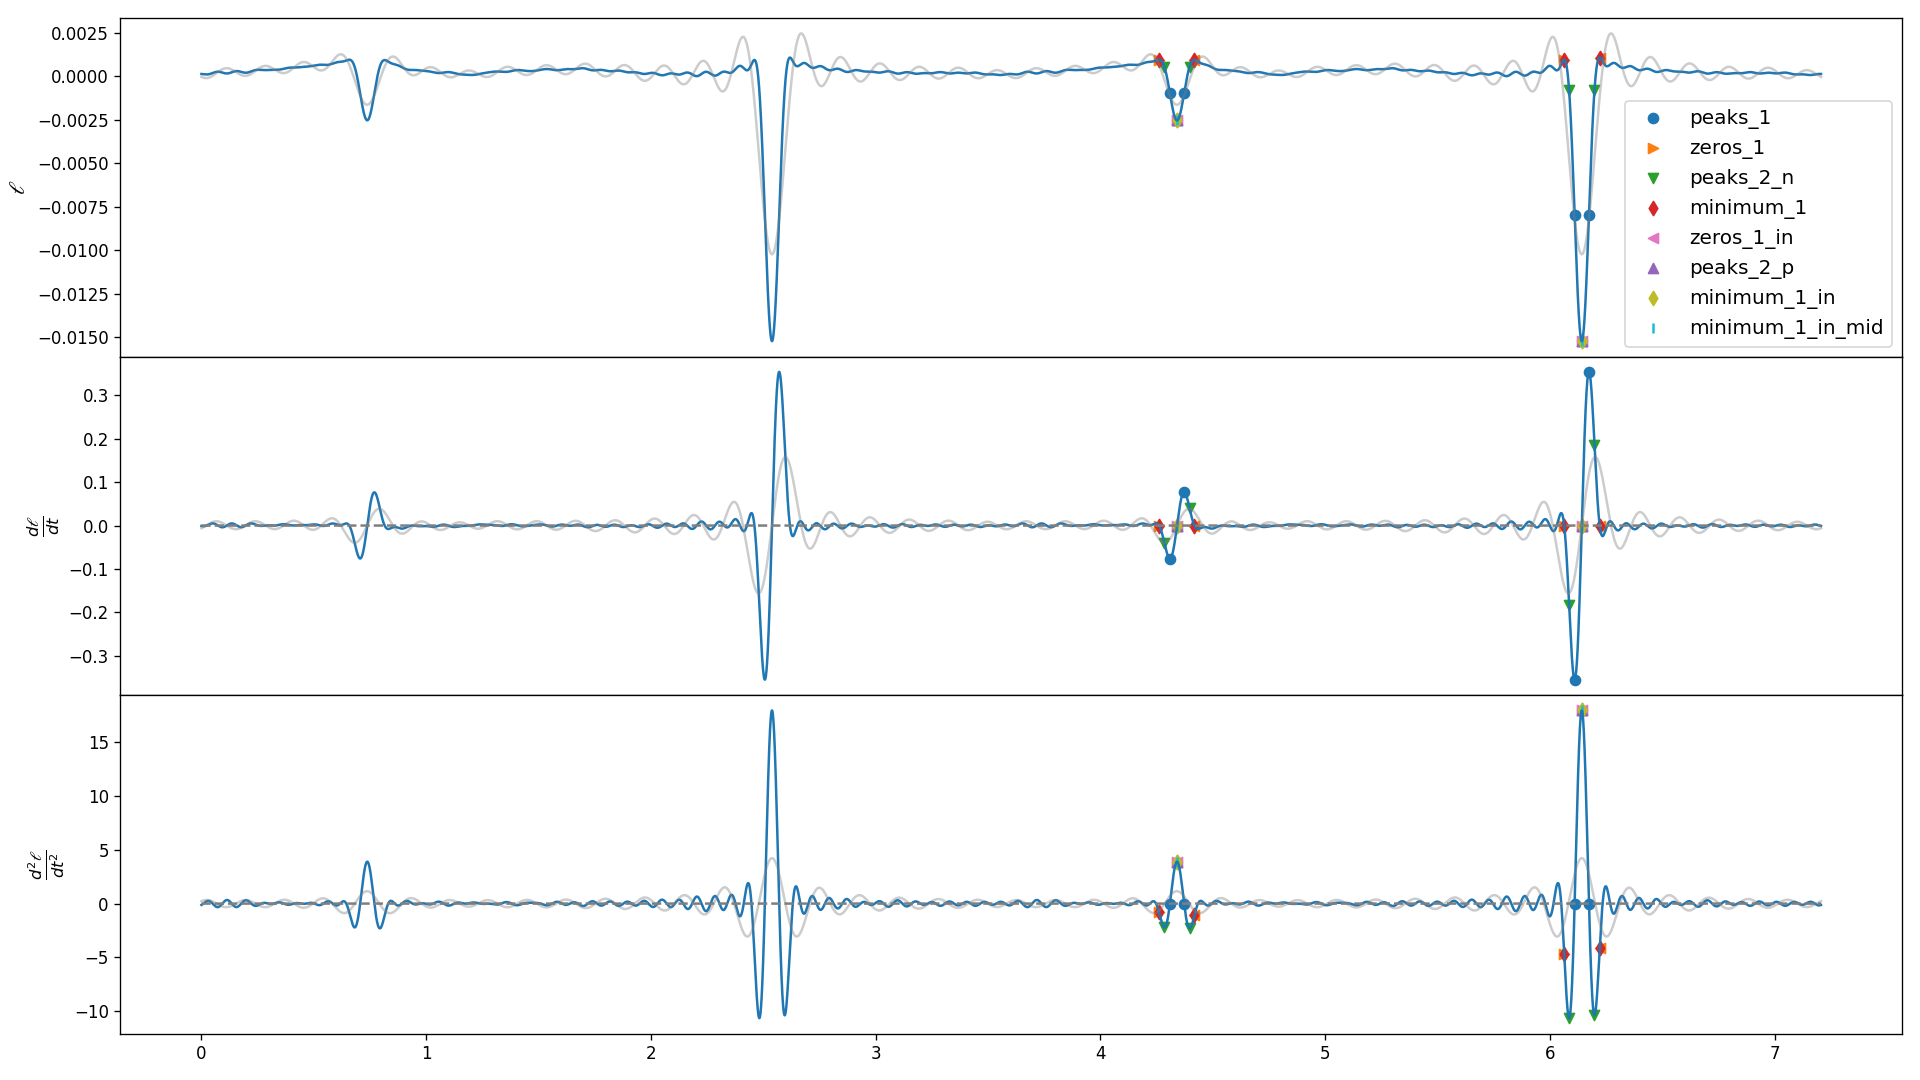 0.0025
0.0000
−0.0025
−0.0050
−0.0075
−0.0100
−0.0125
−0.0150
ℓ
peaks_1
zeros_1
peaks_2_n
minimum_1
zeros_1_in
peaks_2_p
minimum_1_in
minimum_1_in_mid
0.3
0.2
0.1
0.0
−0.1
−0.2
−0.3
dℓ
dt
15
10
5
0
−5
−10
d²ℓ
dt²
0 1 2 3 4 5 6 7